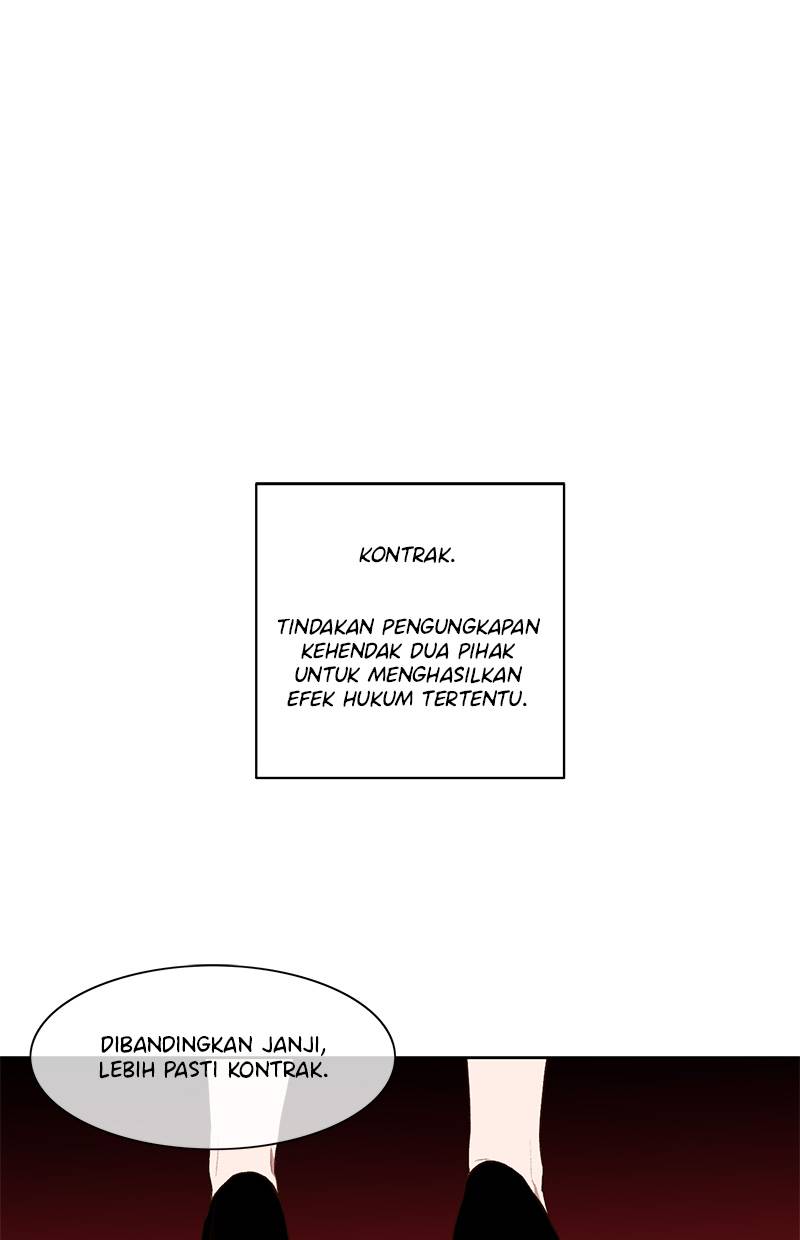 KONTRAK.
TINDAKAN PENGUNGKAPAN
KEHENDAK DUA PIHAK
UNTUK MENGHASILKAN
EFEK HUKUM TERTENTU.
DIBANDINGKAN JANJI,
LEBIH PASTI KONTRAK.